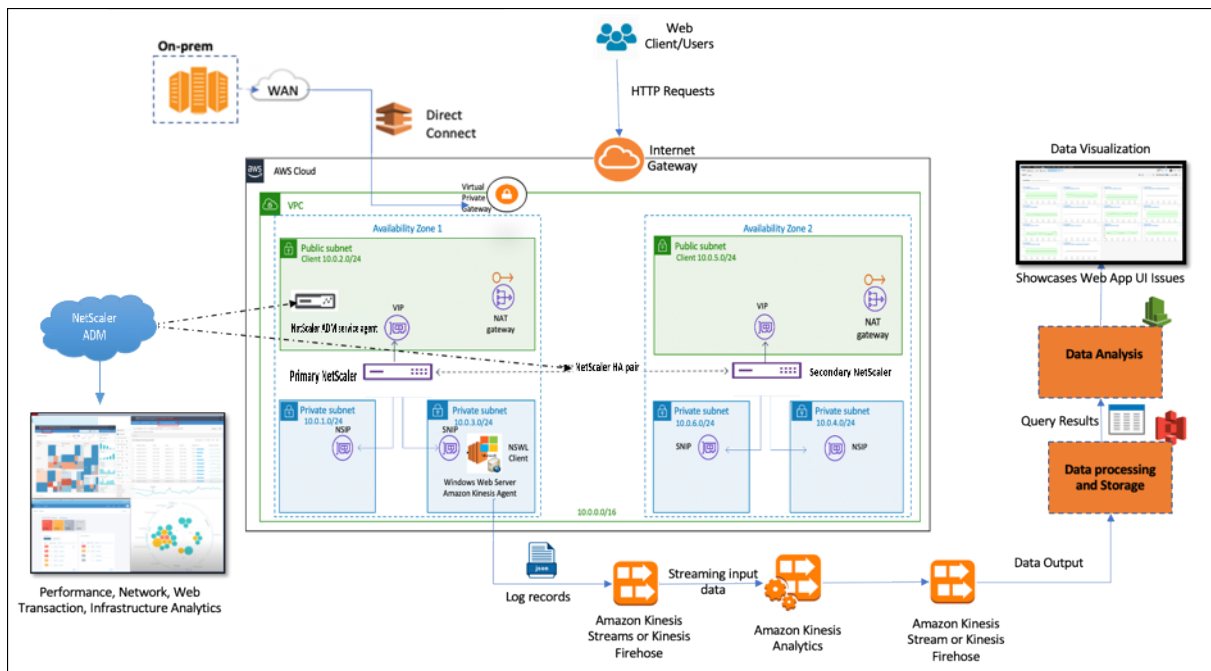 On-prem
WAN
Direct
Connect
Web
Client/Users
HTTP Requests
Internet
Gateway
aws
AWS Cloud
Virtual
Private
Gateway
VPC
Availability Zone 1
Public subnet
Client 10.0.2.0/24
NetScaler ADM service agent
VIP
NAT
gateway
Primary NetScaler
NetScaler HA pair
Private subnet
10.0.1.0/24
NSIP
Private subnet
10.0.3.0/24
SNIP
NSWL
Client
Windows Web Server
Amazon Kinesis Agent
Availability Zone 2
Public subnet
Client 10.0.5.0/24
VIP
NAT
gateway
Secondary NetScaler
Private subnet
10.0.6.0/24
SNIP
Private subnet
10.0.4.0/24
NSIP
10.0.0.0/16
NetScaler
ADM
Performance, Network, Web
Transaction, Infrastructure Analytics
json
Log records
Amazon Kinesis
Streams or Kinesis
Firehose
Streaming input
data
Amazon Kinesis
Analytics
Amazon Kinesis
Stream or Kinesis
Firehose
Data Output
Data processing
and Storage
Query Results
Data Analysis
Data Visualization
Showcases Web App UI Issues